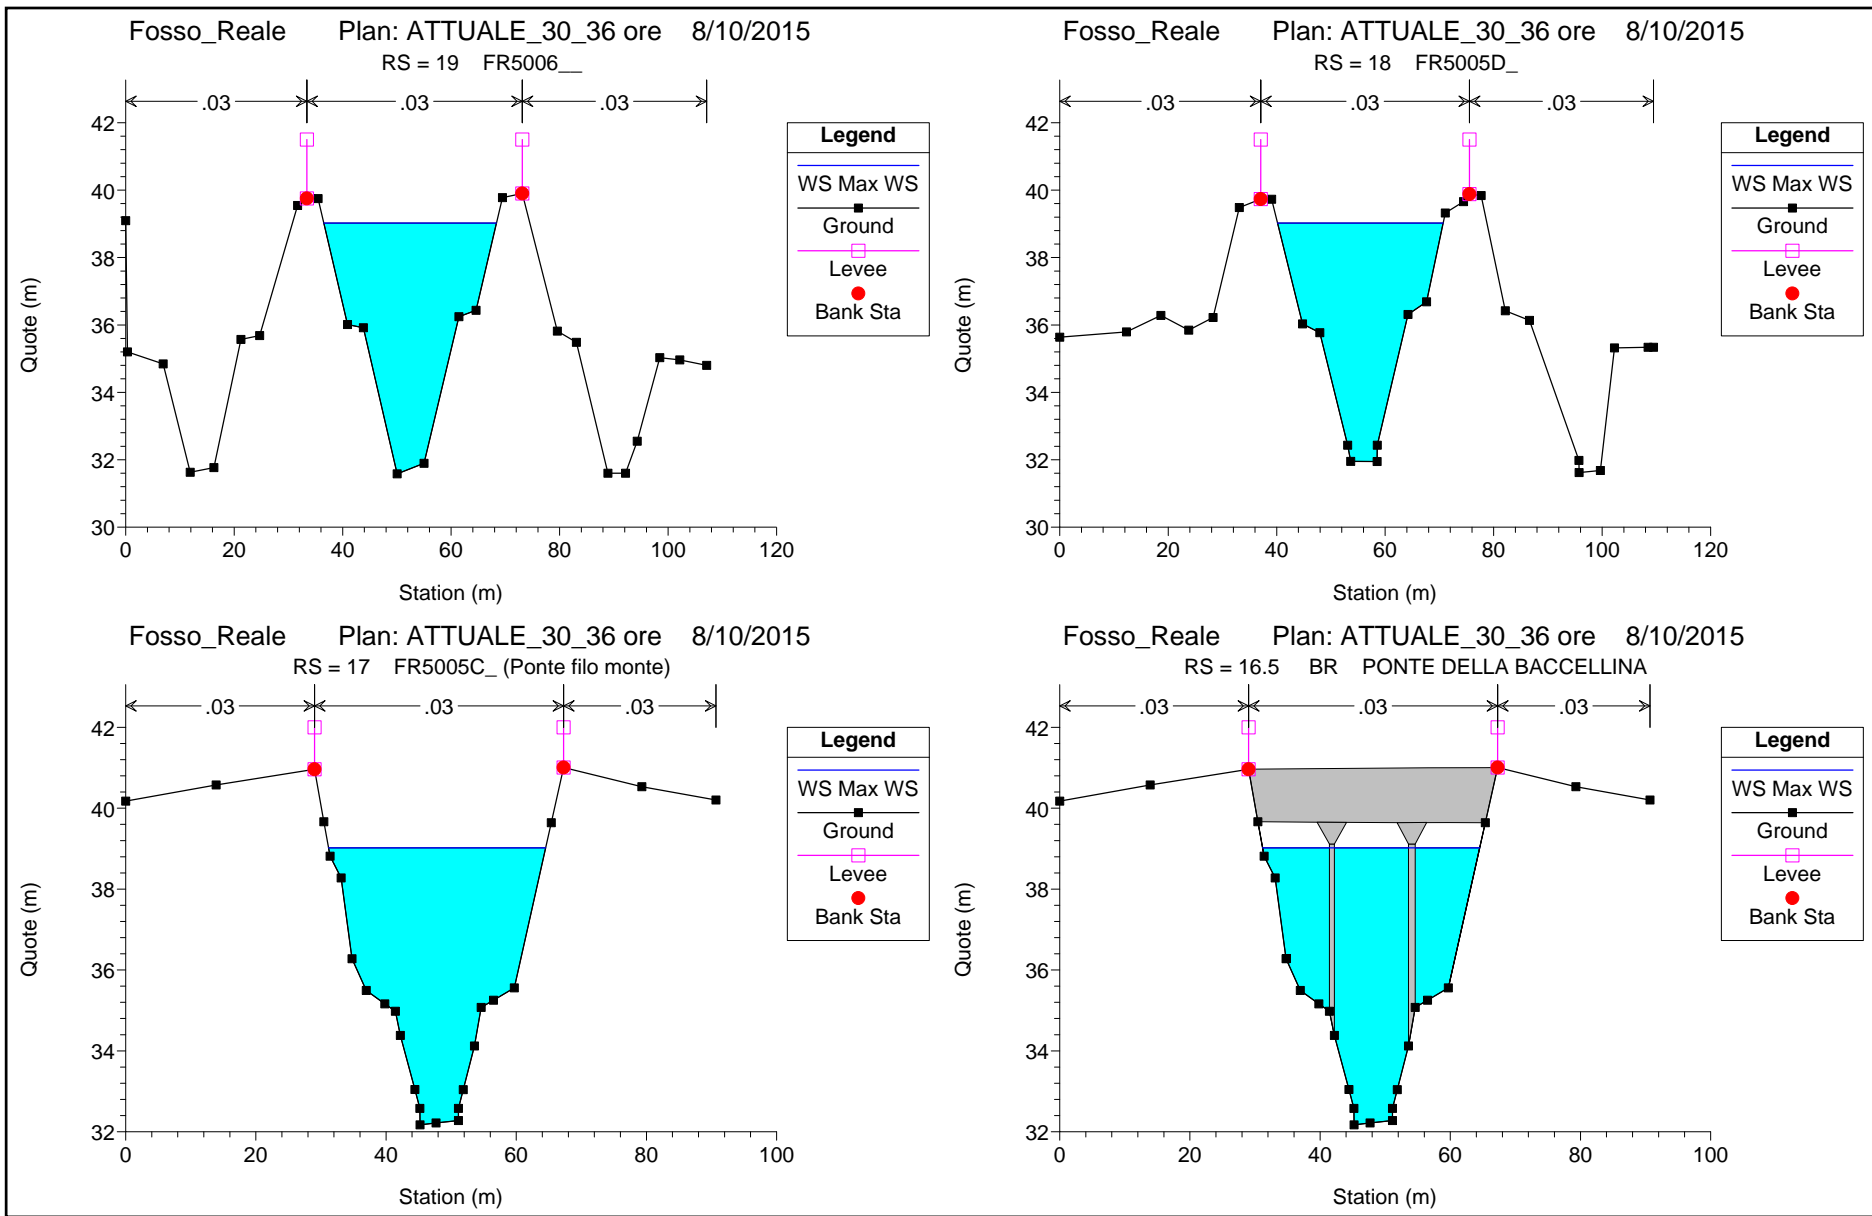 Fosso_Reale Plan: ATTUALE_30_36 ore 8/10/2015
RS = 19 FR5006__
.03 .03 .03
42
40
38
36
34
32
30
0 20 40 60 80 100 120
Station (m)
Quote (m)
Legend
WS Max WS
Ground
Levee
Bank Sta
Fosso_Reale Plan: ATTUALE_30_36 ore 8/10/2015
RS = 18 FR5005D_
.03 .03 .03
42
40
38
36
34
32
30
0 20 40 60 80 100 120
Station (m)
Quote (m)
Legend
WS Max WS
Ground
Levee
Bank Sta
Fosso_Reale Plan: ATTUALE_30_36 ore 8/10/2015
RS = 17 FR5005C_ (Ponte filo monte)
.03 .03 .03
42
40
38
36
34
32
0 20 40 60 80 100
Station (m)
Quote (m)
Legend
WS Max WS
Ground
Levee
Bank Sta
Fosso_Reale Plan: ATTUALE_30_36 ore 8/10/2015
RS = 16.5 BR PONTE DELLA BACCELLINA
.03 .03 .03
42
40
38
36
34
32
0 20 40 60 80 100
Station (m)
Quote (m)
Legend
WS Max WS
Ground
Levee
Bank Sta